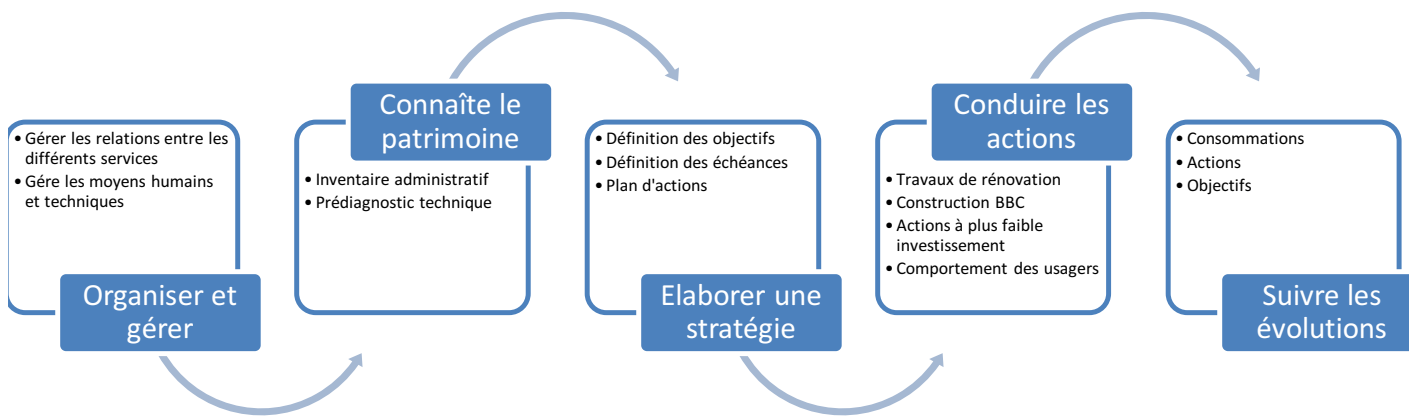 • Gérer les relations entre les
différents services
• Gére les moyens humains
et techniques
Organiser et
gérer
Connaîte le
patrimoine
• Inventaire administratif
• Prédiagnostic technique
• Définition des objectifs
• Définition des échéances
• Plan d'actions
Elaborer une
stratégie
Conduire les
actions
• Travaux de rénovation
• Construction BBC
• Actions à plus faible
investissement
• Comportement des usagers
• Consommations
• Actions
• Objectifs
Suivre les
évolutions